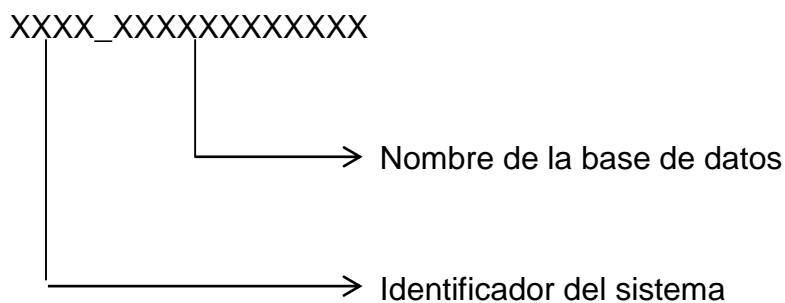 XXXX_XXXXXXXXXXXX
Nombre de la base de datos
Identificador del sistema